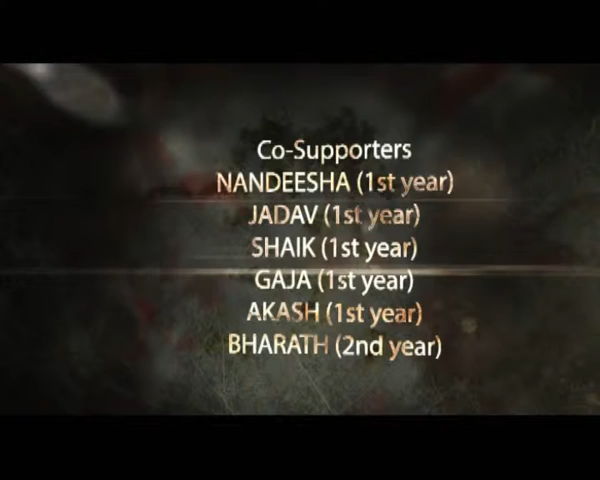 Co-Supporters
NANDEESHA (1st year)
JADAV (1st year)
SHAIK (1st year)
GAJA (1st year)
AKASH (1st year)
BHARATH (2nd year)